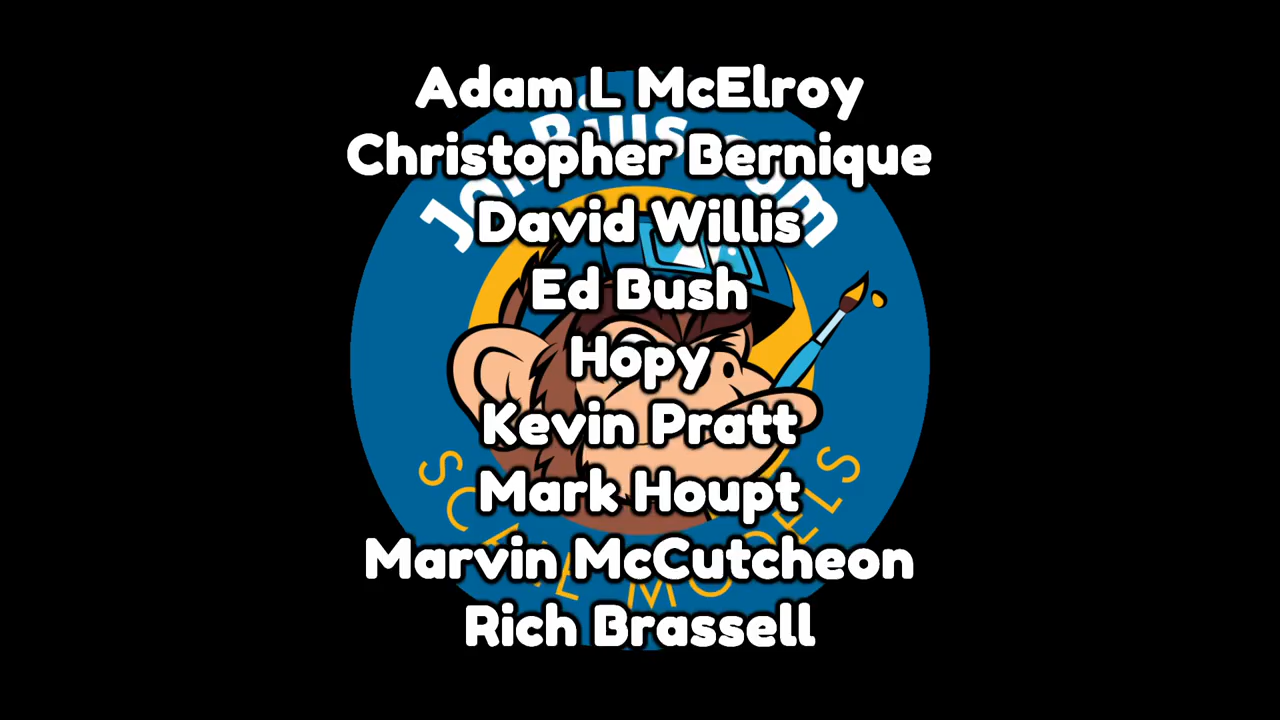 Adam L McElroy
Christopher Bernique
David Willis
Ed Bush
Hopy
Kevin Pratt
Mark Houpt
Marvin McCutcheon
Rich Brassell